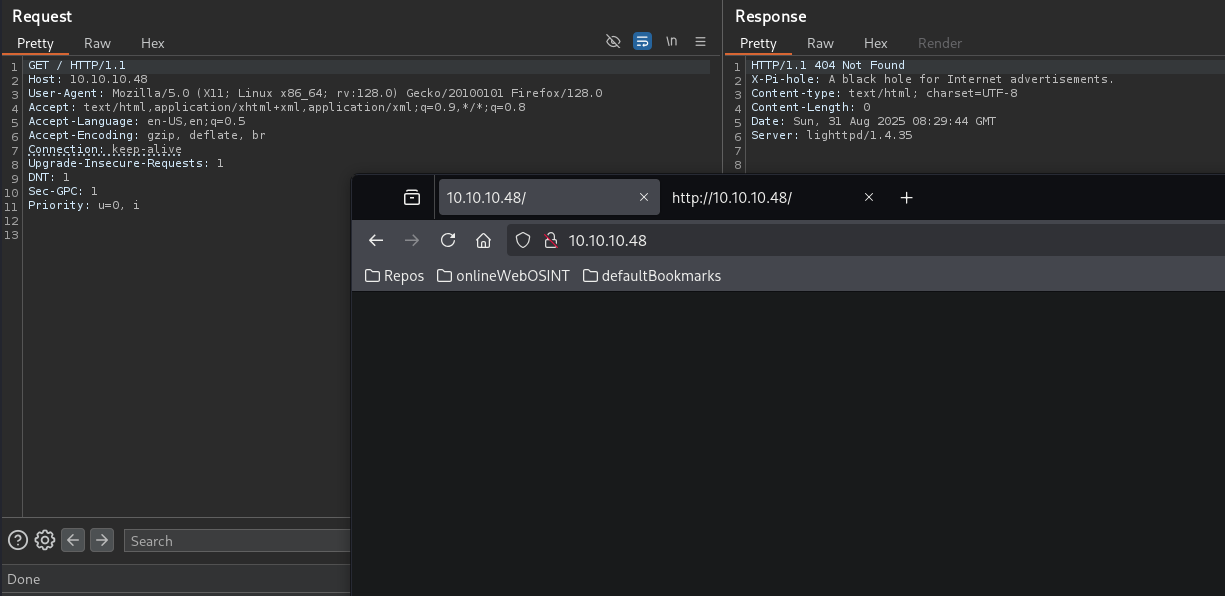 Request
Pretty Raw Hex
\n
1 GET / HTTP/1.1
2 Host: 10.10.10.48
3 User-Agent: Mozilla/5.0 (X11; Linux x86_64; rv:128.0) Gecko/20100101 Firefox/128.0
4 Accept: text/html,application/xhtml+xml,application/xml;q=0.9,*/*;q=0.8
5 Accept-Language: en-US,en;q=0.5
6 Accept-Encoding: gzip, deflate, br
7 Connection: keep-alive
8 Upgrade-Insecure-Requests: 1
9 DNT: 1
10 Sec-GPC: 1
11 Priority: u=0, i
12
13
Response
Pretty Raw Hex Render
1 HTTP/1.1 404 Not Found
2 X-Pi-hole: A black hole for Internet advertisements.
3 Content-type: text/html; charset=UTF-8
4 Content-Length: 0
5 Date: Sun, 31 Aug 2025 08:29:44 GMT
6 Server: lighttpd/1.4.35
7
8
10.10.10.48/ http://10.10.10.48/
10.10.10.48
Repos onlineWebOSINT defaultBookmarks
Search
Done